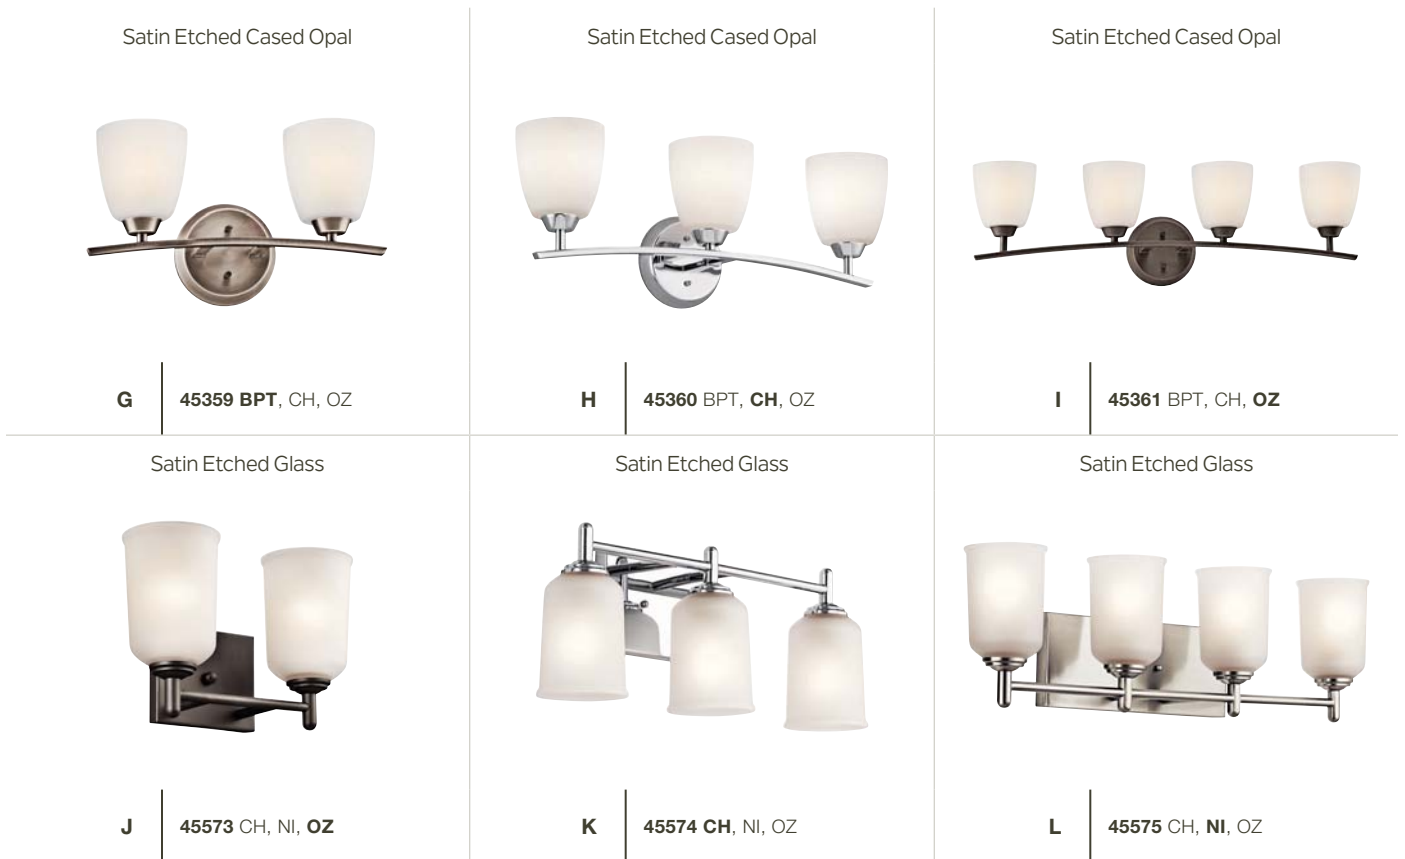 Satin Etched Cased Opal
Satin Etched Cased Opal
Satin Etched Cased Opal
G 45359 BPT, CH, OZ
H 45360 BPT, CH, OZ
I 45361 BPT, CH, OZ
Satin Etched Glass
Satin Etched Glass
Satin Etched Glass
J 45573 CH, NI, OZ
K 45574 CH, NI, OZ
L 45575 CH, NI, OZ